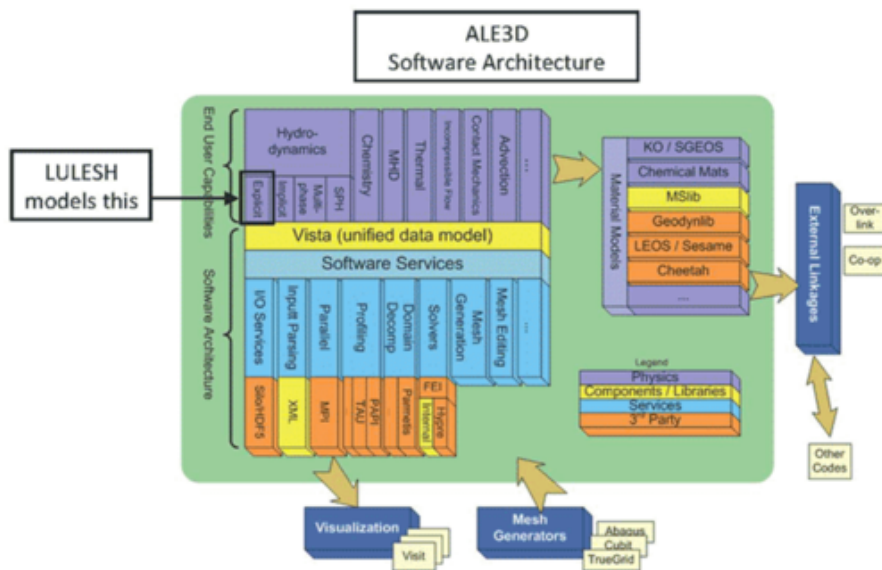 ALE3D
Software Architecture
LULESH
models this
End User Capabilities
Software Architecture
Hydro-
dynamics
Explicit
Implicit
Multi-
phase
SPH
Chemistry
MHD
Thermal
Incompressible Flow
Contact Mechanics
Advection
...
Vista (unified data model)
Software Services
I/O Services
Inputt Parsing
Parallel
Profiling
Domain
Decomp
Solvers
Mesh
Generation
Mesh Editing
...
Silo/HDF5
XML
MPI
TAU
PAPI
...
Parmetis
...
FEI
Internal
Hypre
Material Models
KO / SGEOS
Chemical Mats
MSlib
Geodynlib
LEOS / Sesame
Cheetah
...
Legend
Physics
Components / Libraries
Services
3rd Party
External Linkages
Over-
link
Co-op
Other
Codes
Visualization
Visit
Mesh
Generators
Abaqus
Cubit
TrueGrid